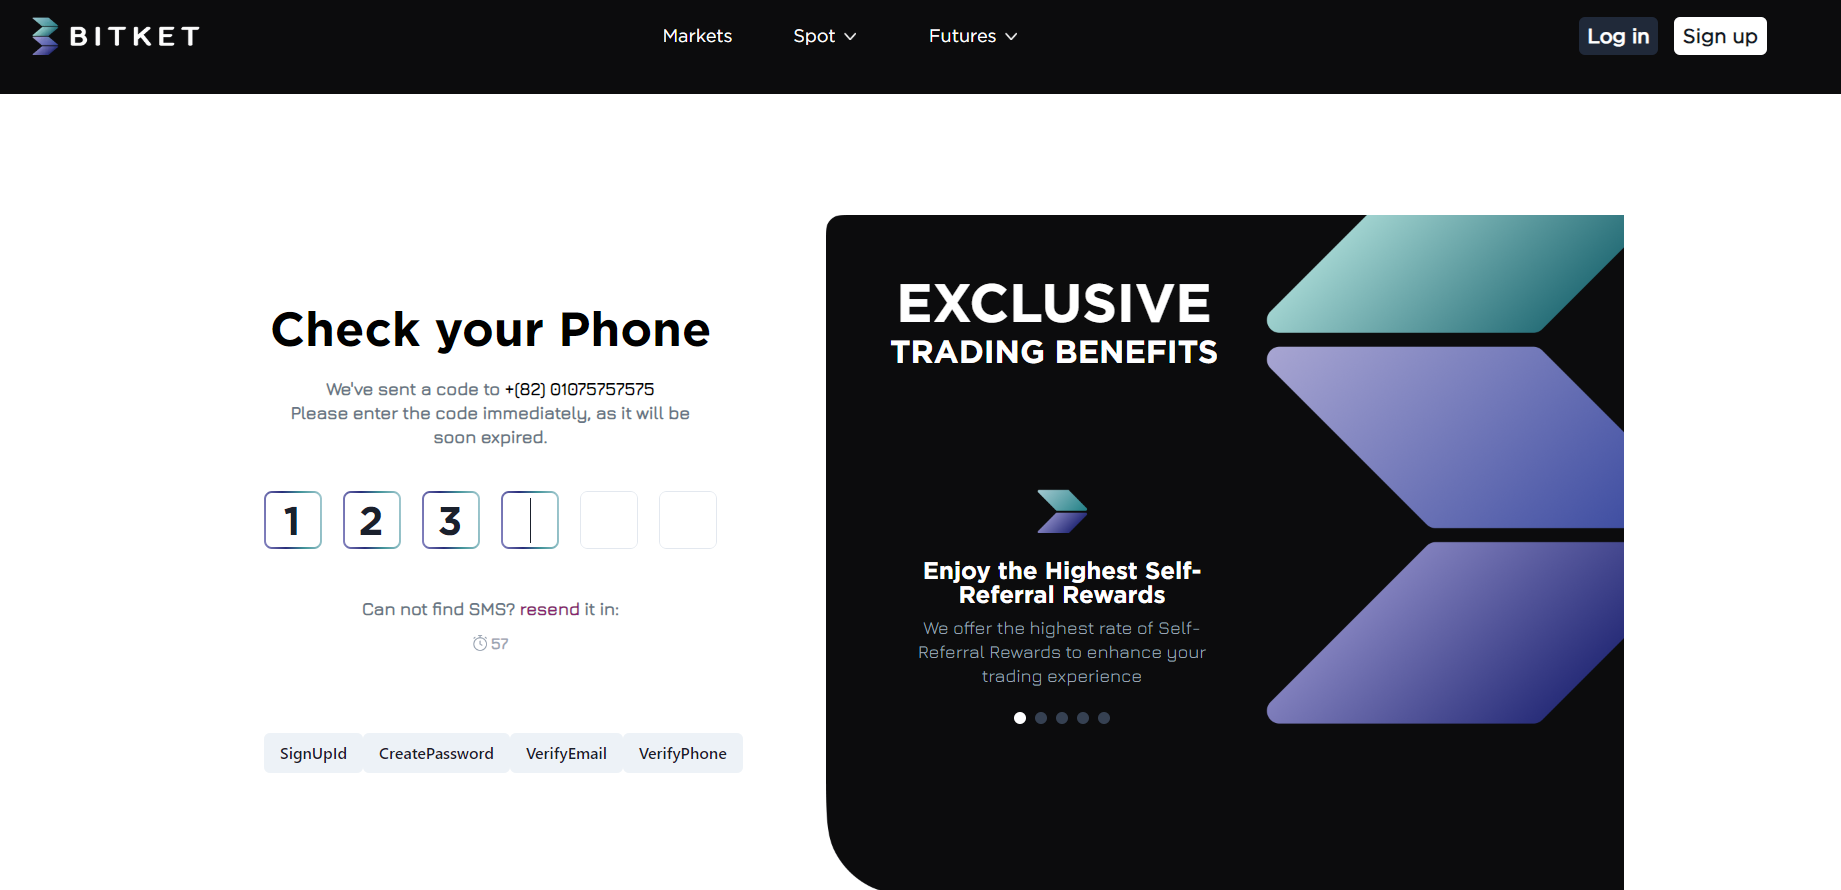 BITKET
Markets
Spot
Futures
Log in
Sign up
Check your Phone
We've sent a code to +(82) 01075757575
Please enter the code immediately, as it will be
soon expired.
1 2 3
Can not find SMS? resend it in:
57
SignUpId
CreatePassword
VerifyEmail
VerifyPhone
EXCLUSIVE
TRADING BENEFITS
Enjoy the Highest Self-
Referral Rewards
We offer the highest rate of Self-
Referral Rewards to enhance your
trading experience